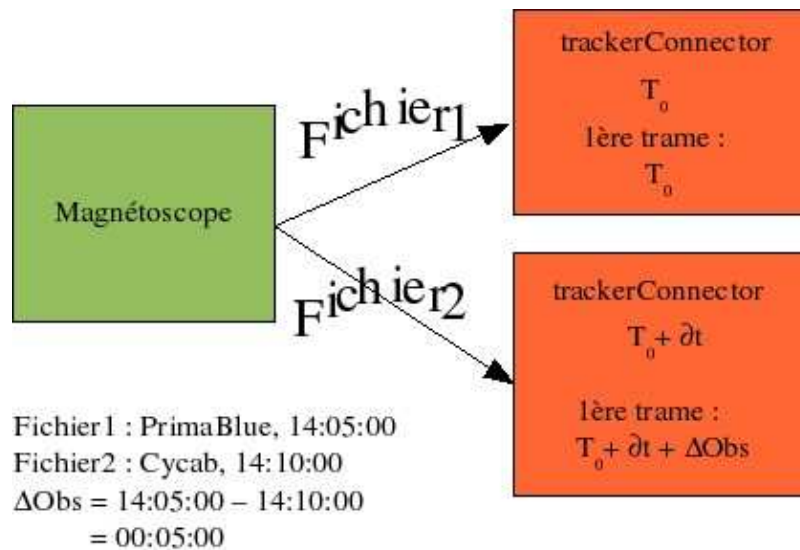 trackerConnector
T0
1ère trame :
T0
Fichier1
Magnétoscope
Fichier2
trackerConnector
T0+ ∂t
1ère trame :
T0+ ∂t + ΔObs
Fichier1 : PrimaBlue, 14:05:00
Fichier2 : Cycab, 14:10:00
ΔObs = 14:05:00 – 14:10:00
= 00:05:00